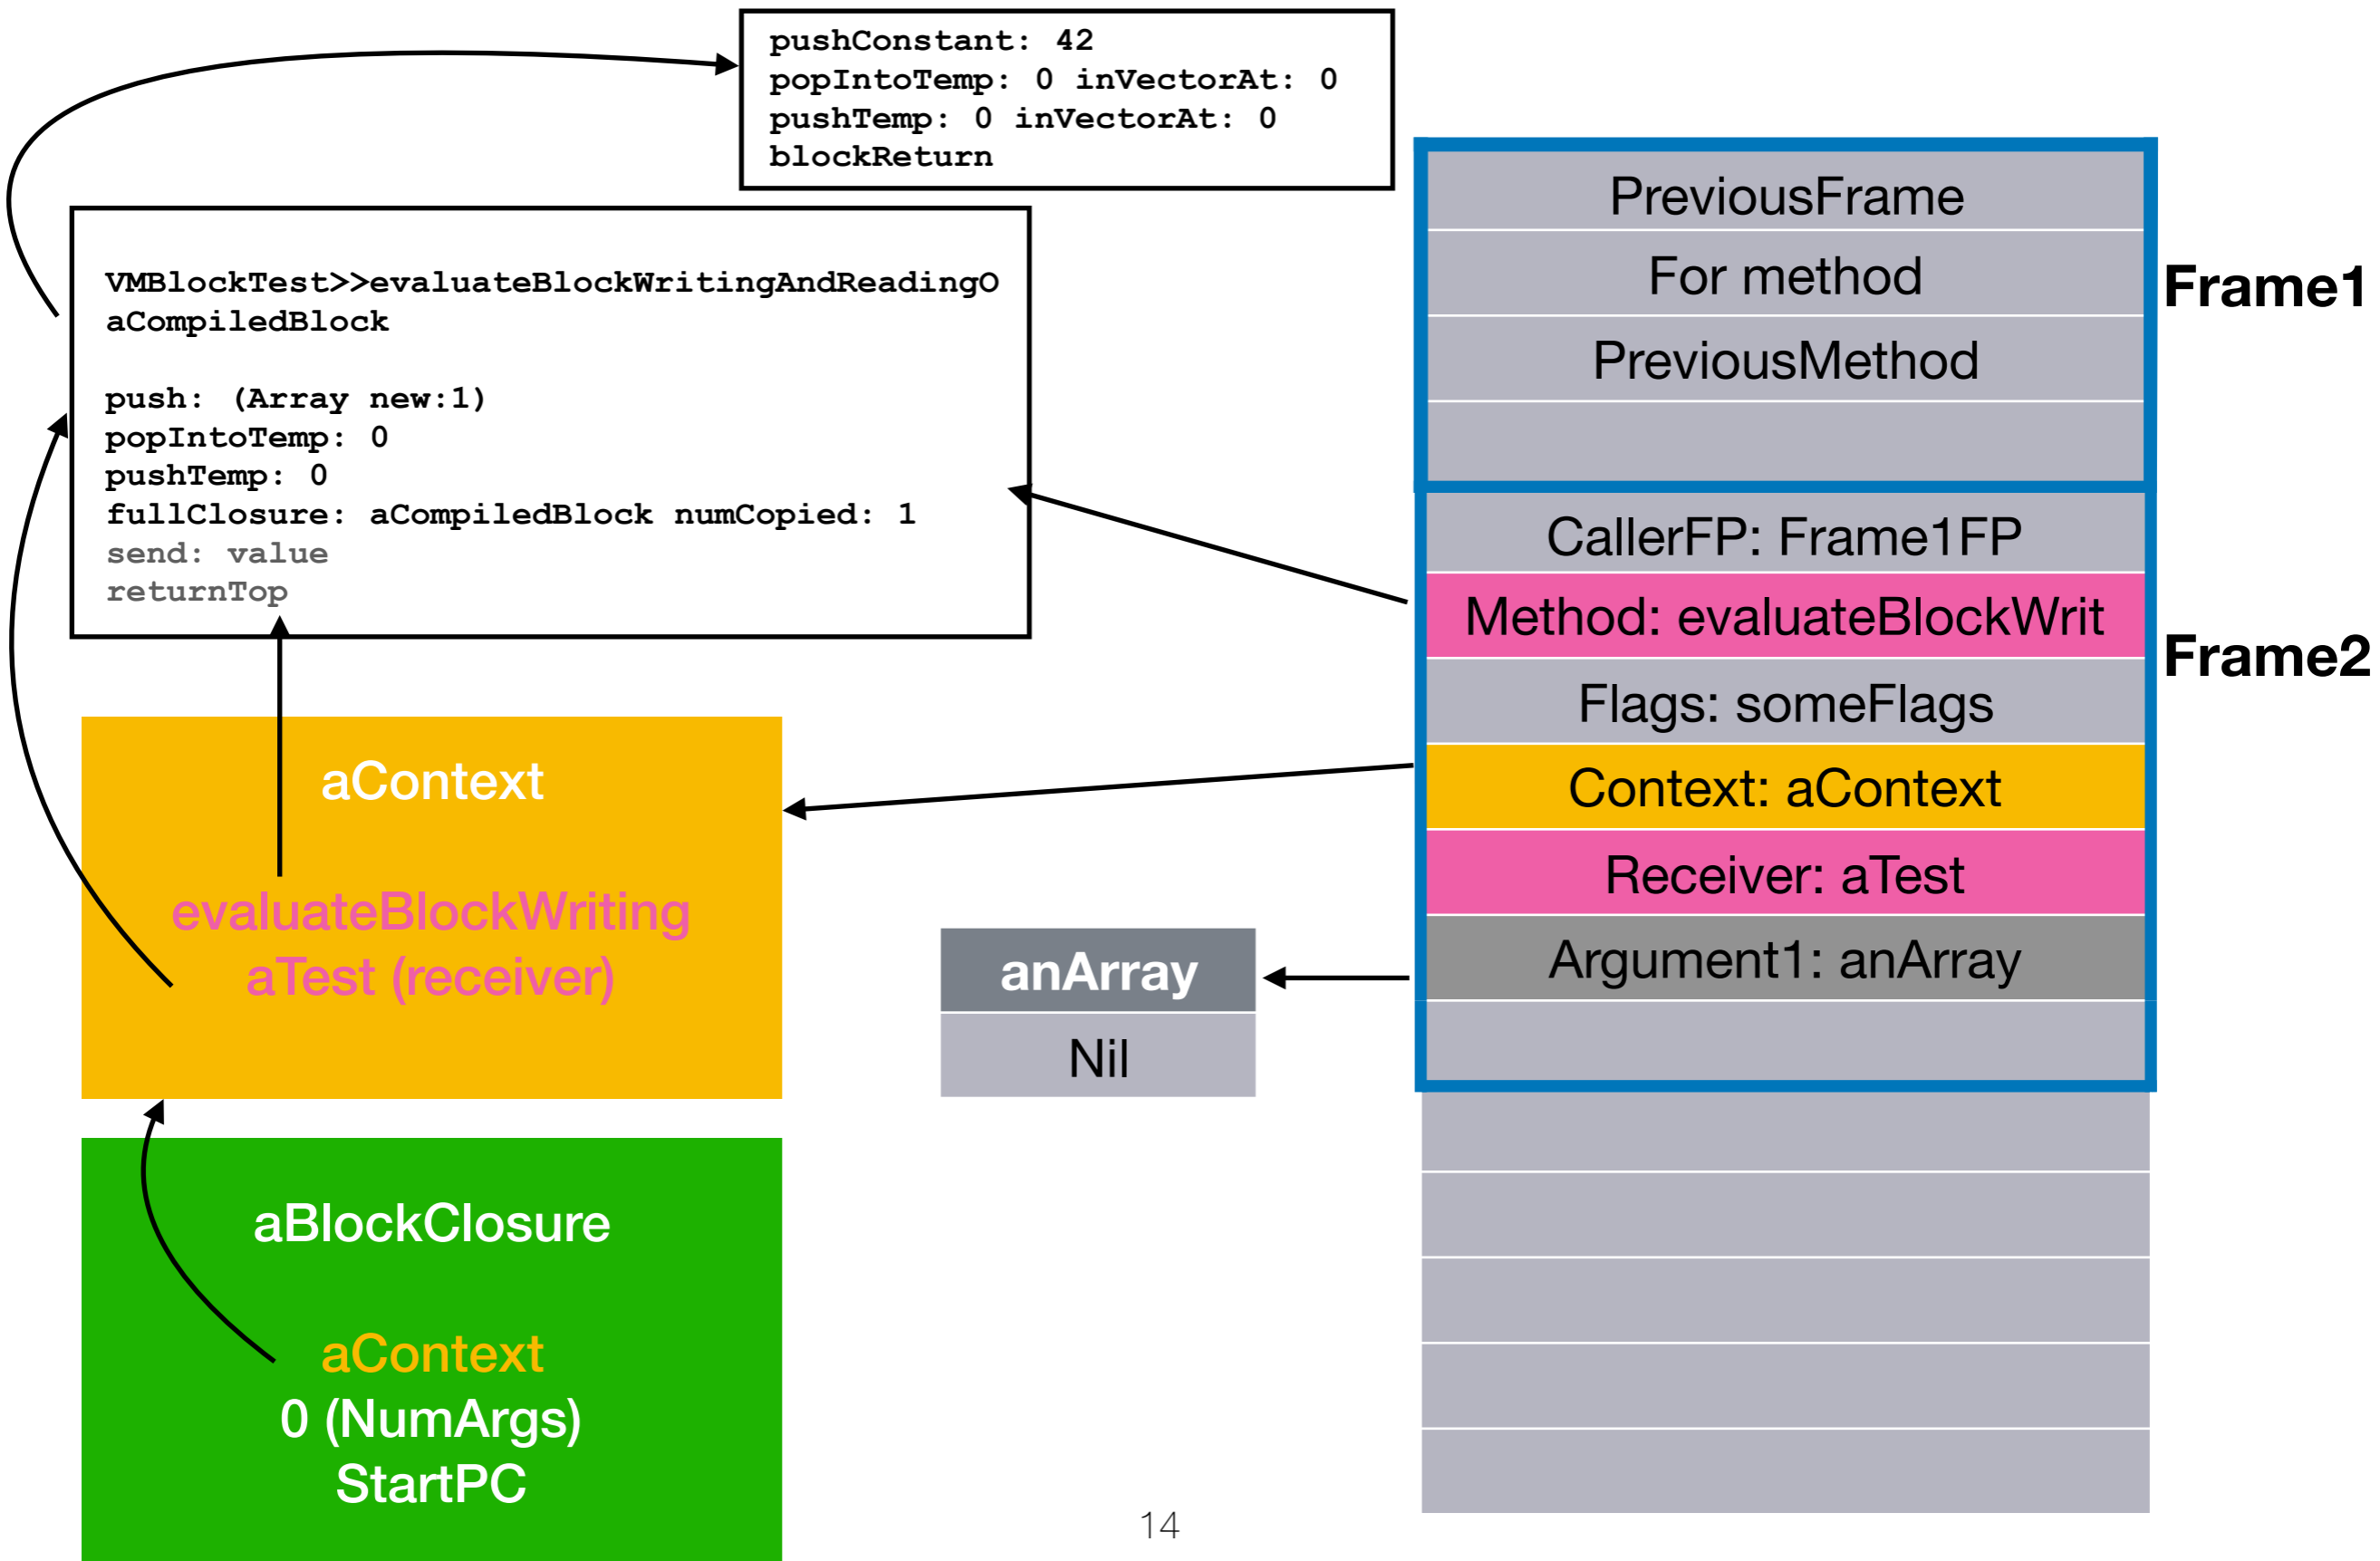 pushConstant: 42
popIntoTemp: 0 inVectorAt: 0
pushTemp: 0 inVectorAt: 0
blockReturn
VMBlockTest>>evaluateBlockWritingAndReadingO
aCompiledBlock
push: (Array new:1)
popIntoTemp: 0
pushTemp: 0
fullClosure: aCompiledBlock numCopied: 1
send: value
returnTop
aContext
evaluateBlockWriting
aTest (receiver)
aBlockClosure
aContext
0 (NumArgs)
StartPC
anArray
Nil
PreviousFrame
For method
PreviousMethod
Frame1
CallerFP: Frame1FP
Method: evaluateBlockWrit
Flags: someFlags
Context: aContext
Receiver: aTest
Argument1: anArray
Frame2
14